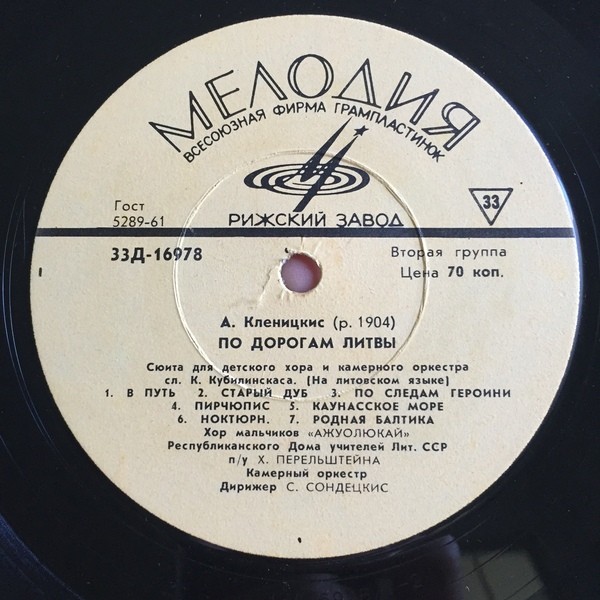 МЕЛОДИЯ
ВСЕСОЮЗНАЯ ФИРМА ГРАМПЛАСТИНОК
РИЖСКИЙ ЗАВОД
Гост
5289-61
33
33Д-16978
Вторая группа
Цена 70 коп.
А. Кленицкис (р. 1904)
ПО ДОРОГАМ ЛИТВЫ
Сюита для детского хора и камерного оркестра
сл. К. Кубилинскаса. (На литовском языке)
1. В ПУТЬ 2. СТАРЫЙ ДУБ 3. ПО СЛЕДАМ ГЕРОИНИ
4. ПИРЧЮПИС 5. КАУНАССКОЕ МОРЕ
6. НОКТЮРН. 7. РОДНАЯ БАЛТИКА
Хор мальчиков «АЖУОЛЮКАЙ»
Республиканского Дома учителей Лит. ССР
п/у Х. ПЕРЕЛЬШТЕЙНА
Камерный оркестр
Дирижер С. СОНДЕЦКИС